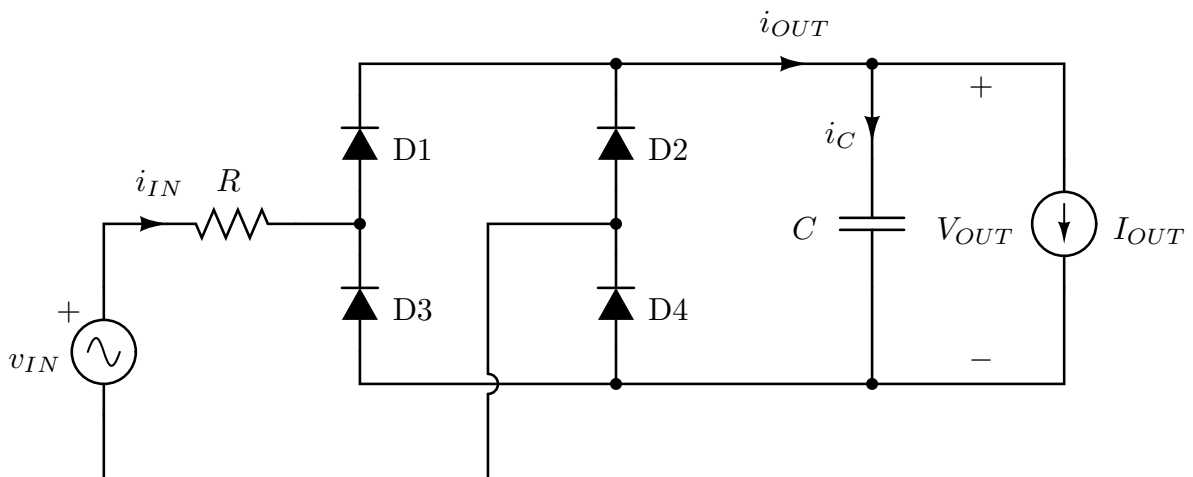 i_OUT
D1
D2
i_IN
R
i_C
+
C
V_OUT
I_OUT
+
D3
D4
v_IN
−